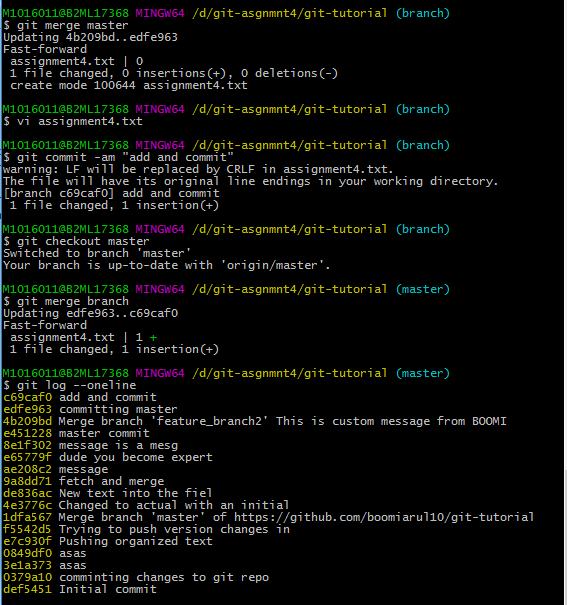 M1016011@B2ML17368 MINGW64 /d/git-asgnmnt4/git-tutorial (branch)
$ git merge master
Updating 4b209bd..edfe963
Fast-forward
 assignment4.txt | 0
 1 file changed, 0 insertions(+), 0 deletions(-)
 create mode 100644 assignment4.txt
M1016011@B2ML17368 MINGW64 /d/git-asgnmnt4/git-tutorial (branch)
$ vi assignment4.txt
M1016011@B2ML17368 MINGW64 /d/git-asgnmnt4/git-tutorial (branch)
$ git commit -am "add and commit"
warning: LF will be replaced by CRLF in assignment4.txt.
The file will have its original line endings in your working directory.
[branch c69caf0] add and commit
 1 file changed, 1 insertion(+)
M1016011@B2ML17368 MINGW64 /d/git-asgnmnt4/git-tutorial (branch)
$ git checkout master
Switched to branch 'master'
Your branch is up-to-date with 'origin/master'.
M1016011@B2ML17368 MINGW64 /d/git-asgnmnt4/git-tutorial (master)
$ git merge branch
Updating edfe963..c69caf0
Fast-forward
 assignment4.txt | 1 +
 1 file changed, 1 insertion(+)
M1016011@B2ML17368 MINGW64 /d/git-asgnmnt4/git-tutorial (master)
$ git log --oneline
c69caf0 add and commit
edfe963 committing master
4b209bd Merge branch 'feature_branch2' This is custom message from BOOMI
e451228 master commit
8e1f302 message is a mesg
e65779f dude you become expert
ae208c2 message
9a8dd71 fetch and merge
de836ac New text into the fiel
4e3776c Changed to actual with an initial
1dfa567 Merge branch 'master' of https://github.com/boomiarul10/git-tutorial
f5542d5 Trying to push version changes in
e7c930f Pushing organized text
0849df0 asas
3e1a373 asas
0379a10 comminting changes to git repo
def5451 Initial commit